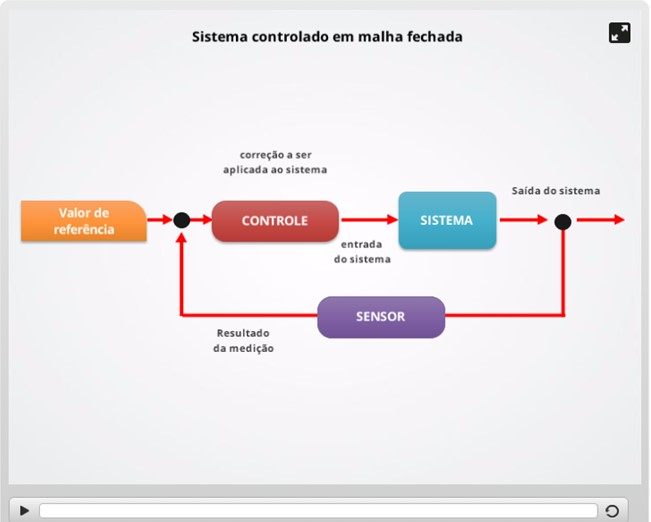 Sistema controlado em malha fechada
correção a ser
aplicada ao sistema
Saída do sistema
Valor de
referência
CONTROLE
SISTEMA
entrada
do sistema
SENSOR
Resultado
da medição